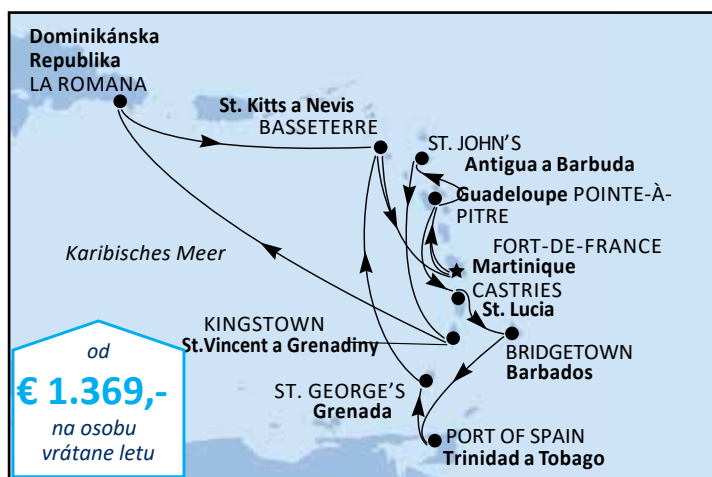 Dominikánska
Republika
LA ROMANA
St. Kitts a Nevis
BASSETERRE
ST. JOHN'S
Antigua a Barbuda
Guadeloupe POINTE-À-
PITRE
Karibisches Meer
FORT-DE-FRANCE
Martinique
CASTRIES
St. Lucia
KINGSTOWN
St.Vincent a Grenadiny
BRIDGETOWN
Barbados
ST. GEORGE'S
Grenada
PORT OF SPAIN
Trinidad a Tobago
od
€ 1.369,-
na osobu
vrátane letu